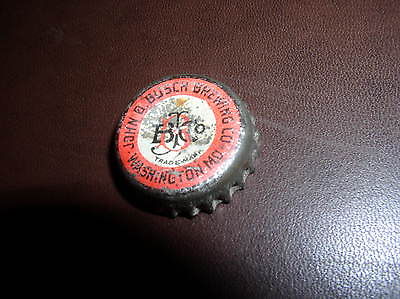 JOHN B. BUSCH BREWING CO.
WASHINGTON MO.
TRADE-MARK